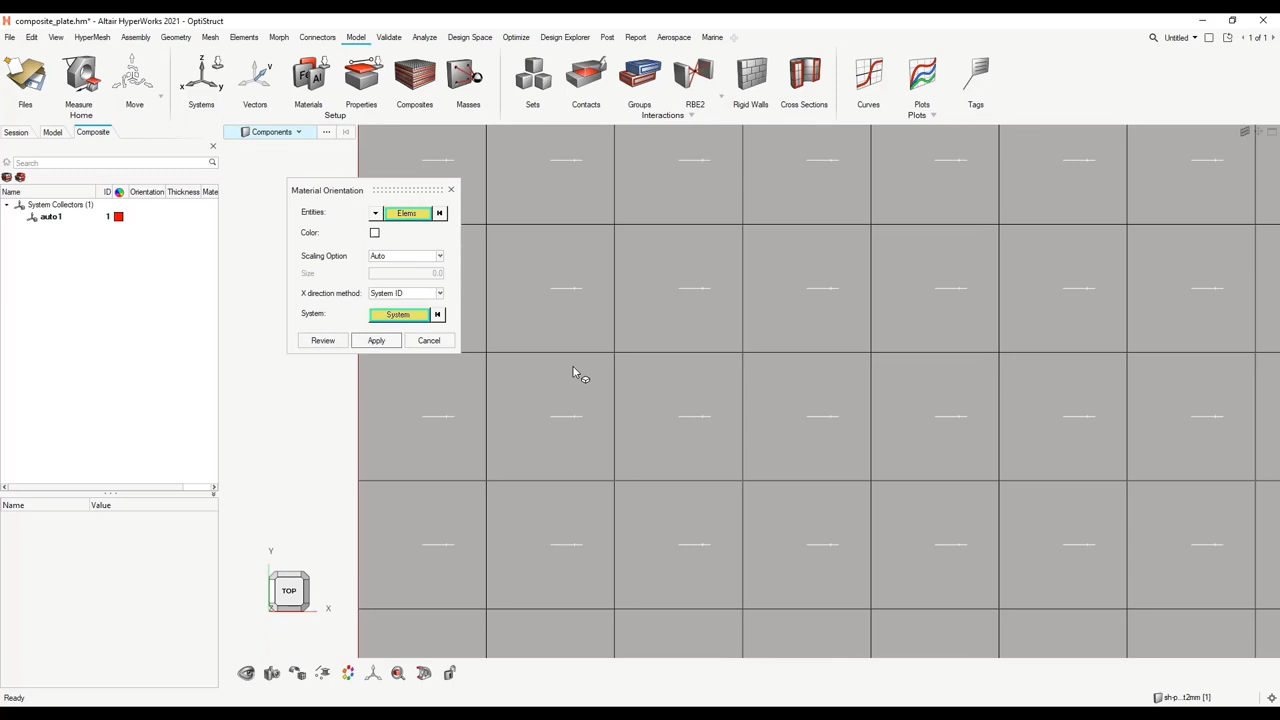 composite_plate.hm* - Altair HyperWorks 2021 - OptiStruct
File Edit View HyperMesh Assembly Geometry Mesh Elements Morph Connectors Model Validate Analyze Design Space Optimize Design Explorer Post Report Aerospace Marine Untitled 1 of 1
Files Measure Move Systems Vectors Materials Properties Composites Masses Sets Contacts Groups RBE2 Rigid Walls Cross Sections Curves Plots Tags
Home Setup Interactions Plots
Session Model Composite Components
Search
Name ID Orientation Thickness Mate
System Collectors (1)
auto1 1
Material Orientation
Entities: Elems
Color:
Scaling Option Auto
Size 0.0
X direction method: System ID
System: System
Review Apply Cancel
Name Value
Y
TOP
X
Ready sh-p...t2mm [1]